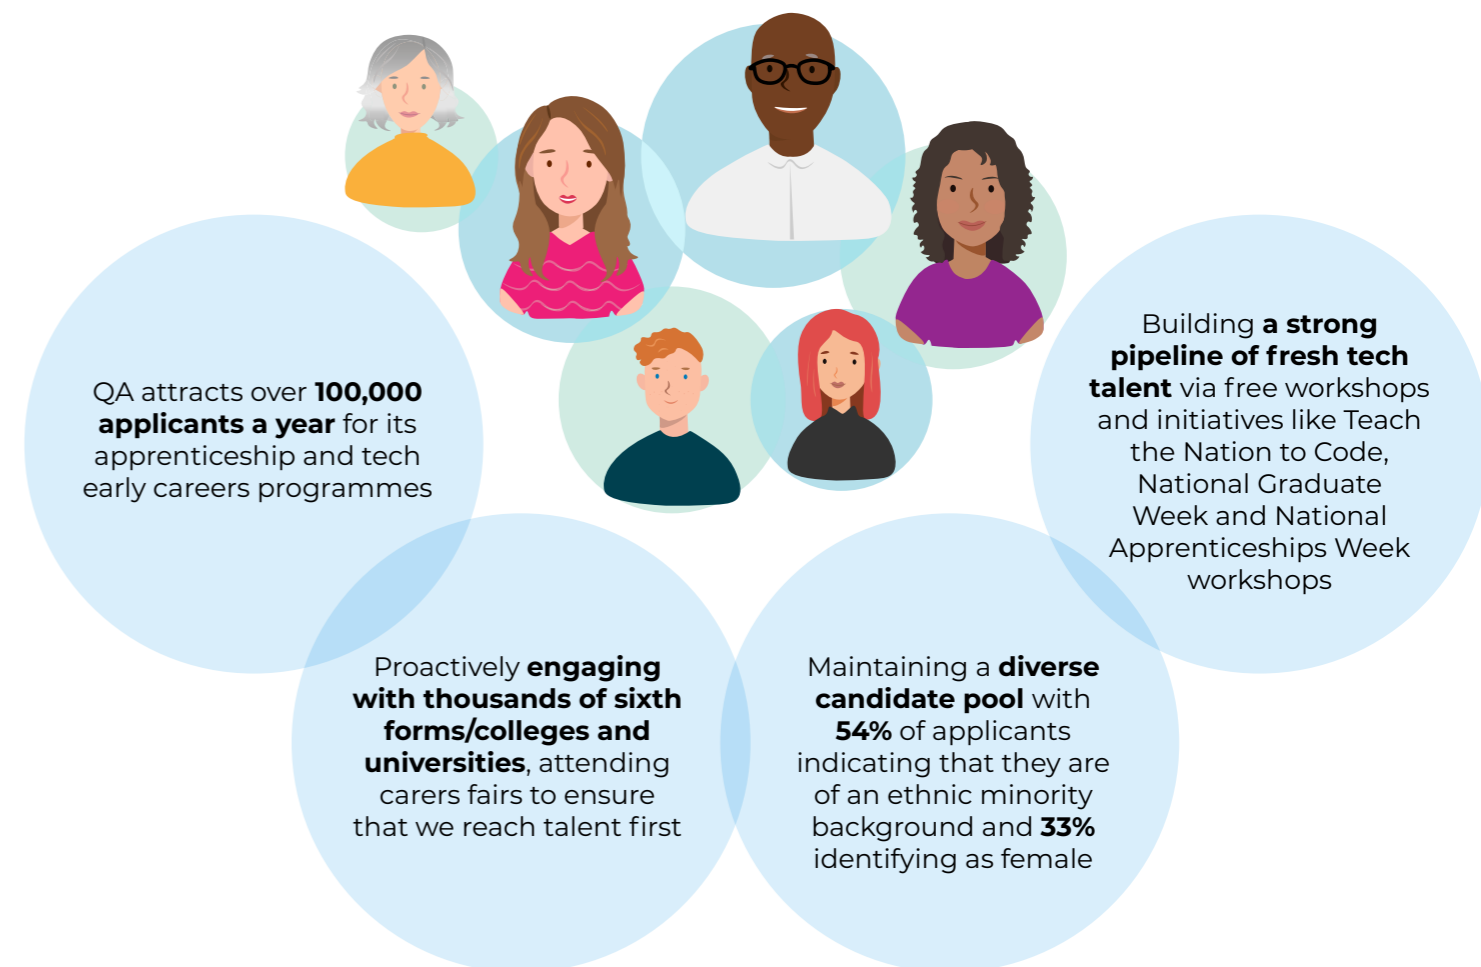 QA attracts over 100,000
applicants a year for its
apprenticeship and tech
early careers programmes
Proactively engaging
with thousands of sixth
forms/colleges and
universities, attending
carers fairs to ensure
that we reach talent first
Maintaining a diverse
candidate pool with
54% of applicants
indicating that they are
of an ethnic minority
background and 33%
identifying as female
Building a strong
pipeline of fresh tech
talent via free workshops
and initiatives like Teach
the Nation to Code,
National Graduate
Week and National
Apprenticeships Week
workshops